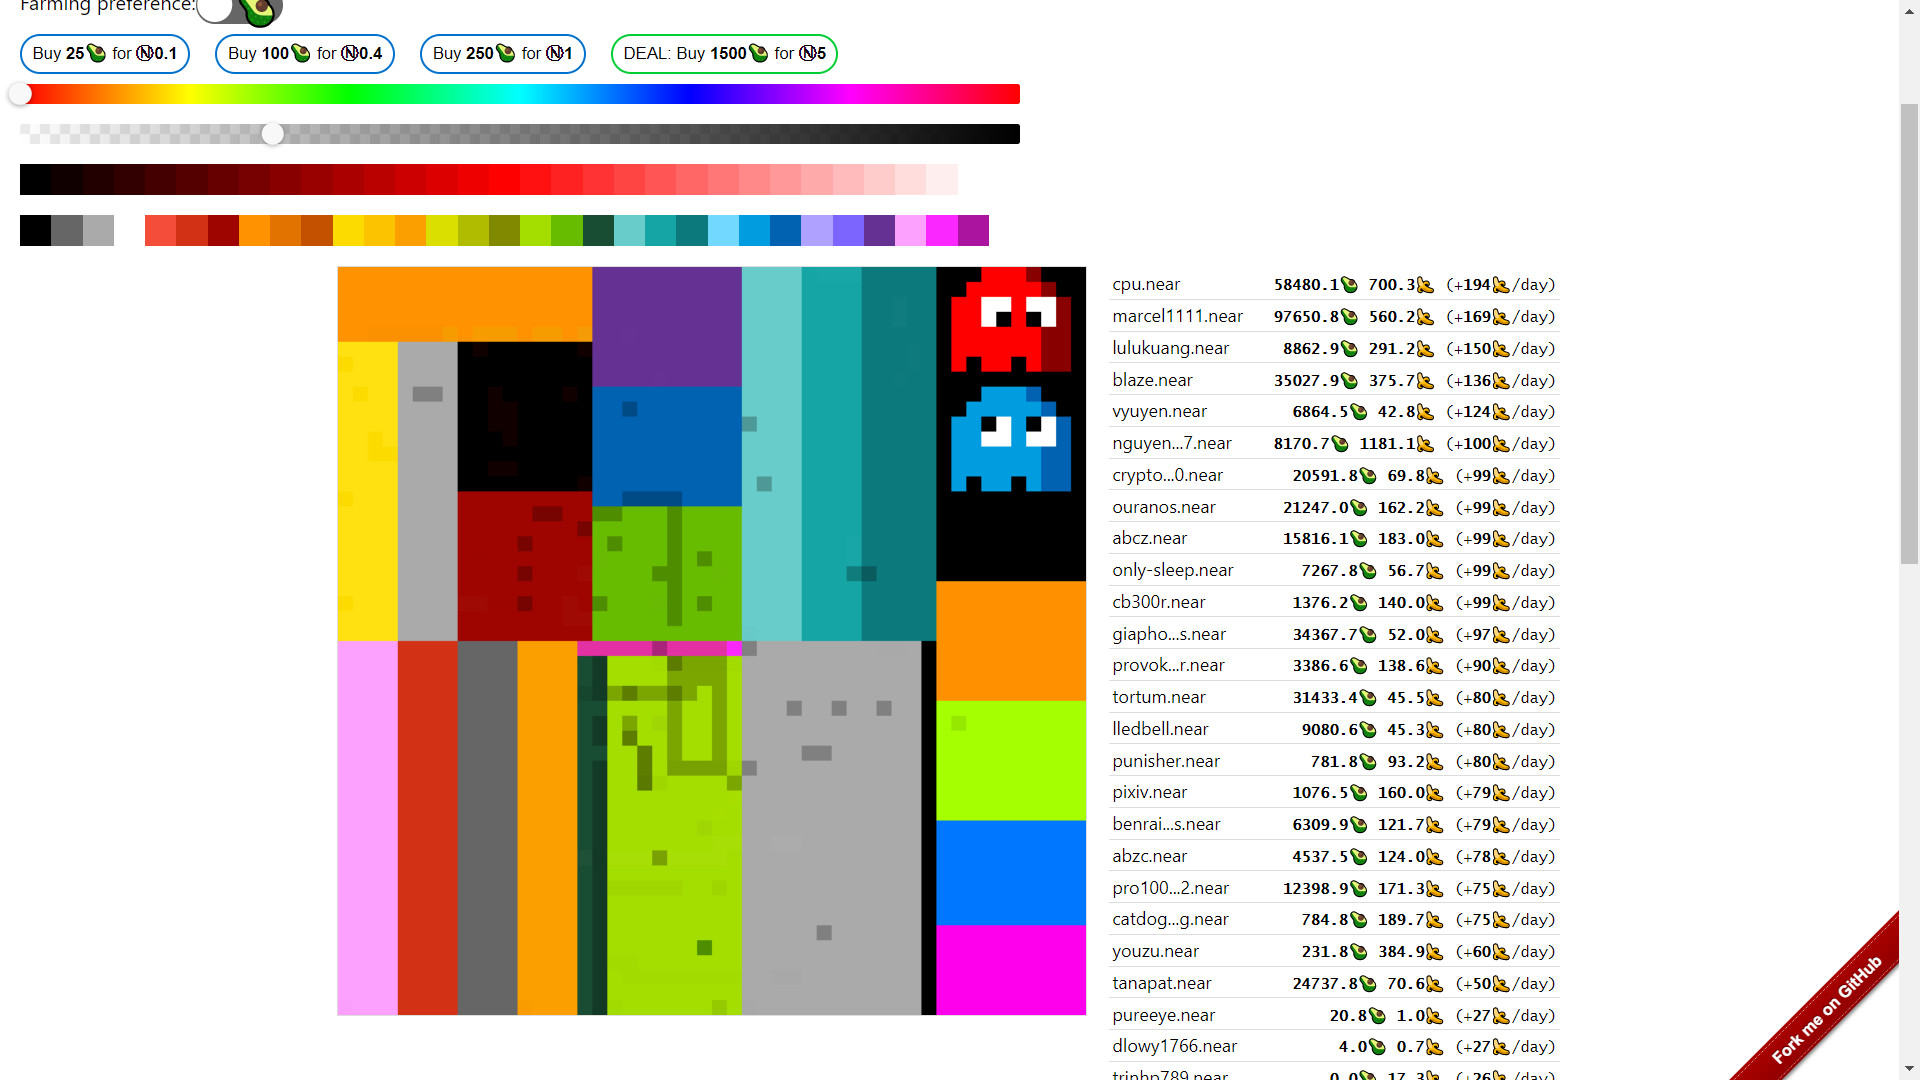 Farming preference:
Buy 25🥑 for Ⓝ0.1
Buy 100🥑 for Ⓝ0.4
Buy 250🥑 for Ⓝ1
DEAL: Buy 1500🥑 for Ⓝ5
cpu.near 58480.1🥑 700.3🍌 (+194🍌/day)
marcel1111.near 97650.8🥑 560.2🍌 (+169🍌/day)
lulukuang.near 8862.9🥑 291.2🍌 (+150🍌/day)
blaze.near 35027.9🥑 375.7🍌 (+136🍌/day)
vyuyen.near 6864.5🥑 42.8🍌 (+124🍌/day)
nguyen...7.near 8170.7🥑 1181.1🍌 (+100🍌/day)
crypto...0.near 20591.8🥑 69.8🍌 (+99🍌/day)
ouranos.near 21247.0🥑 162.2🍌 (+99🍌/day)
abcz.near 15816.1🥑 183.0🍌 (+99🍌/day)
only-sleep.near 7267.8🥑 56.7🍌 (+99🍌/day)
cb300r.near 1376.2🥑 140.0🍌 (+99🍌/day)
giapho...s.near 34367.7🥑 52.0🍌 (+97🍌/day)
provok...r.near 3386.6🥑 138.6🍌 (+90🍌/day)
tortum.near 31433.4🥑 45.5🍌 (+80🍌/day)
lledbell.near 9080.6🥑 45.3🍌 (+80🍌/day)
punisher.near 781.8🥑 93.2🍌 (+80🍌/day)
pixiv.near 1076.5🥑 160.0🍌 (+79🍌/day)
benrai...s.near 6309.9🥑 121.7🍌 (+79🍌/day)
abzc.near 4537.5🥑 124.0🍌 (+78🍌/day)
pro100...2.near 12398.9🥑 171.3🍌 (+75🍌/day)
catdog...g.near 784.8🥑 189.7🍌 (+75🍌/day)
youzu.near 231.8🥑 384.9🍌 (+60🍌/day)
tanapat.near 24737.8🥑 70.6🍌 (+50🍌/day)
pureeye.near 20.8🥑 1.0🍌 (+27🍌/day)
dlowy1766.near 4.0🥑 0.7🍌 (+27🍌/day)
trinhp789.near 0.0🥑 17.3🍌 (+26🍌/day)
Fork me on GitHub